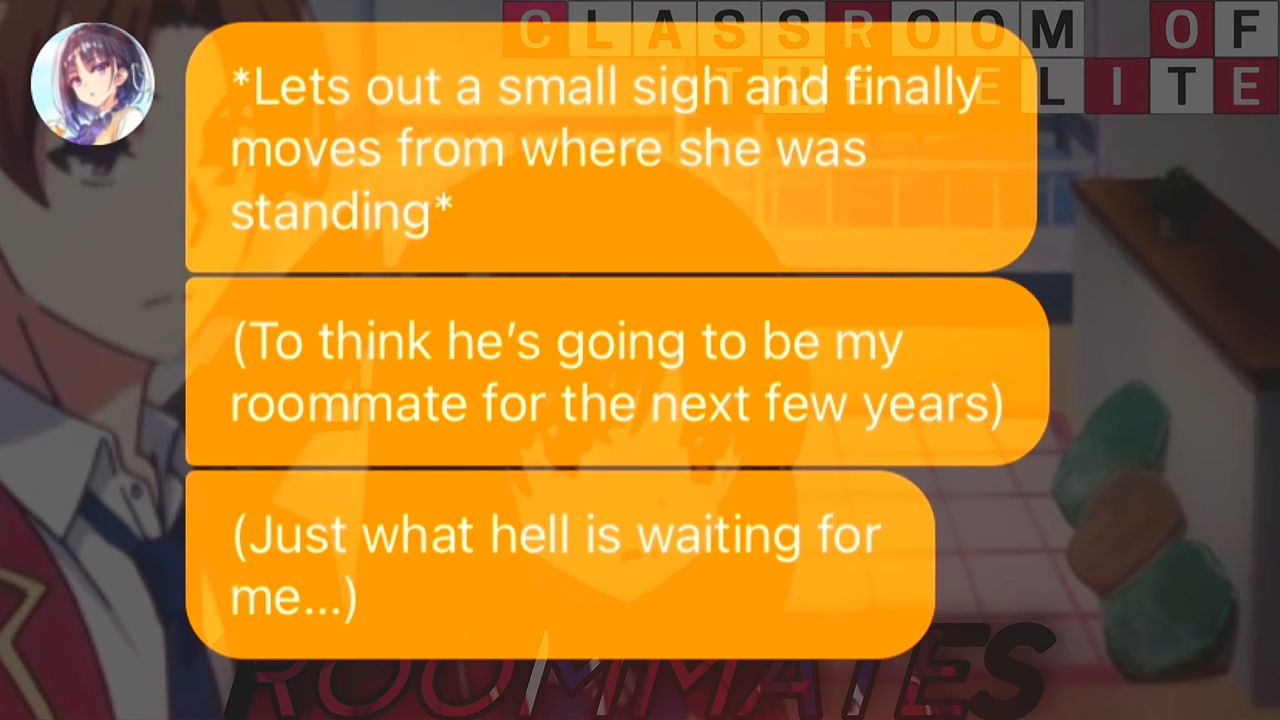 CLASSROOM OF
THE ELITE
*Lets out a small sigh and finally
moves from where she was
standing*
(To think he’s going to be my
roommate for the next few years)
(Just what hell is waiting for
me...)
ROOMMATES